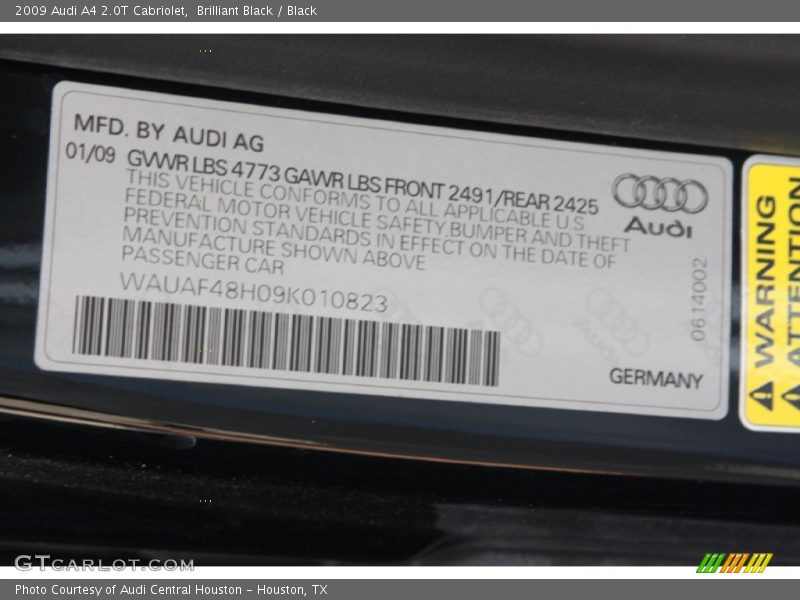 2009 Audi A4 2.0T Cabriolet,  Brilliant Black / Black
MFD. BY AUDI AG
01/09 GVWR LBS 4773 GAWR LBS FRONT 2491/REAR 2425
THIS VEHICLE CONFORMS TO ALL APPLICABLE U S
FEDERAL MOTOR VEHICLE SAFETY,BUMPER AND THEFT
PREVENTION STANDARDS IN EFFECT ON THE DATE OF
MANUFACTURE SHOWN ABOVE
PASSENGER CAR
WAUAF48H09K010823
Audi
0614002
GERMANY
WARNING
ATTENTION
GTCarLot.com
Photo Courtesy of Audi Central Houston – Houston, TX